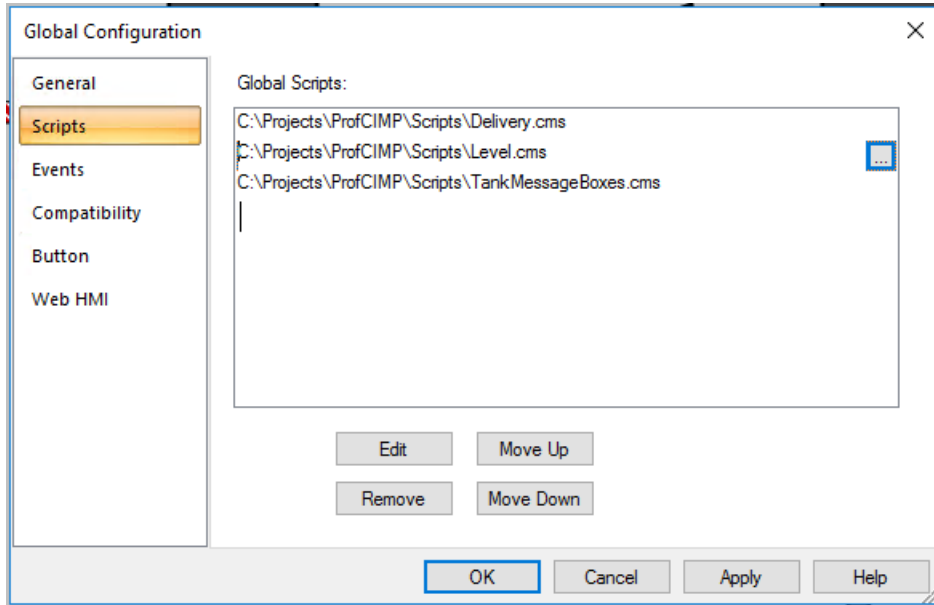 Global Configuration
General
Scripts
Events
Compatibility
Button
Web HMI
Global Scripts:
C:\Projects\ProfCIMP\Scripts\Delivery.cms
C:\Projects\ProfCIMP\Scripts\Level.cms
...
C:\Projects\ProfCIMP\Scripts\TankMessageBoxes.cms
Edit
Move Up
Remove
Move Down
OK
Cancel
Apply
Help